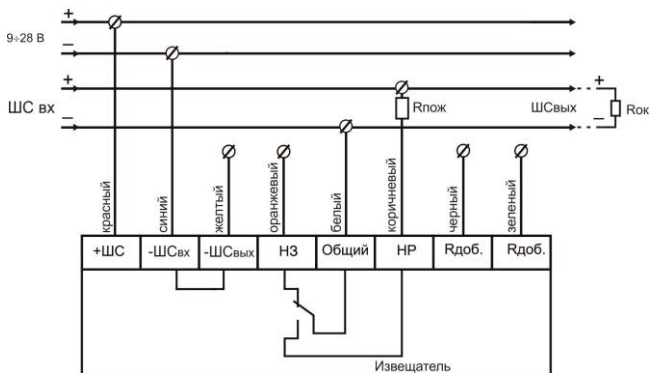 +
9÷28 В
−
+
Rпож
ШС вх
ШСвых
+
Rок
−
−
красный
синий
желтый
оранжевый
белый
коричневый
черный
зеленый
+ШС
-ШСвх
-ШСвых
НЗ
Общий
НР
Rдоб.
Rдоб.
Извещатель